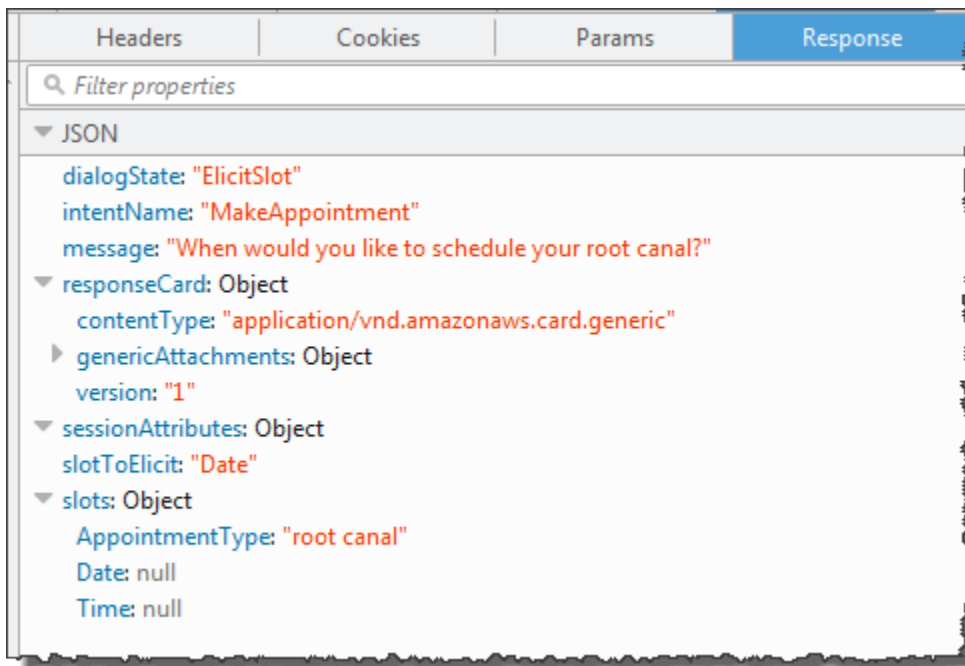 Headers Cookies Params Response
Filter properties
JSON
dialogState: "ElicitSlot"
intentName: "MakeAppointment"
message: "When would you like to schedule your root canal?"
responseCard: Object
contentType: "application/vnd.amazonaws.card.generic"
genericAttachments: Object
version: "1"
sessionAttributes: Object
slotToElicit: "Date"
slots: Object
AppointmentType: "root canal"
Date: null
Time: null